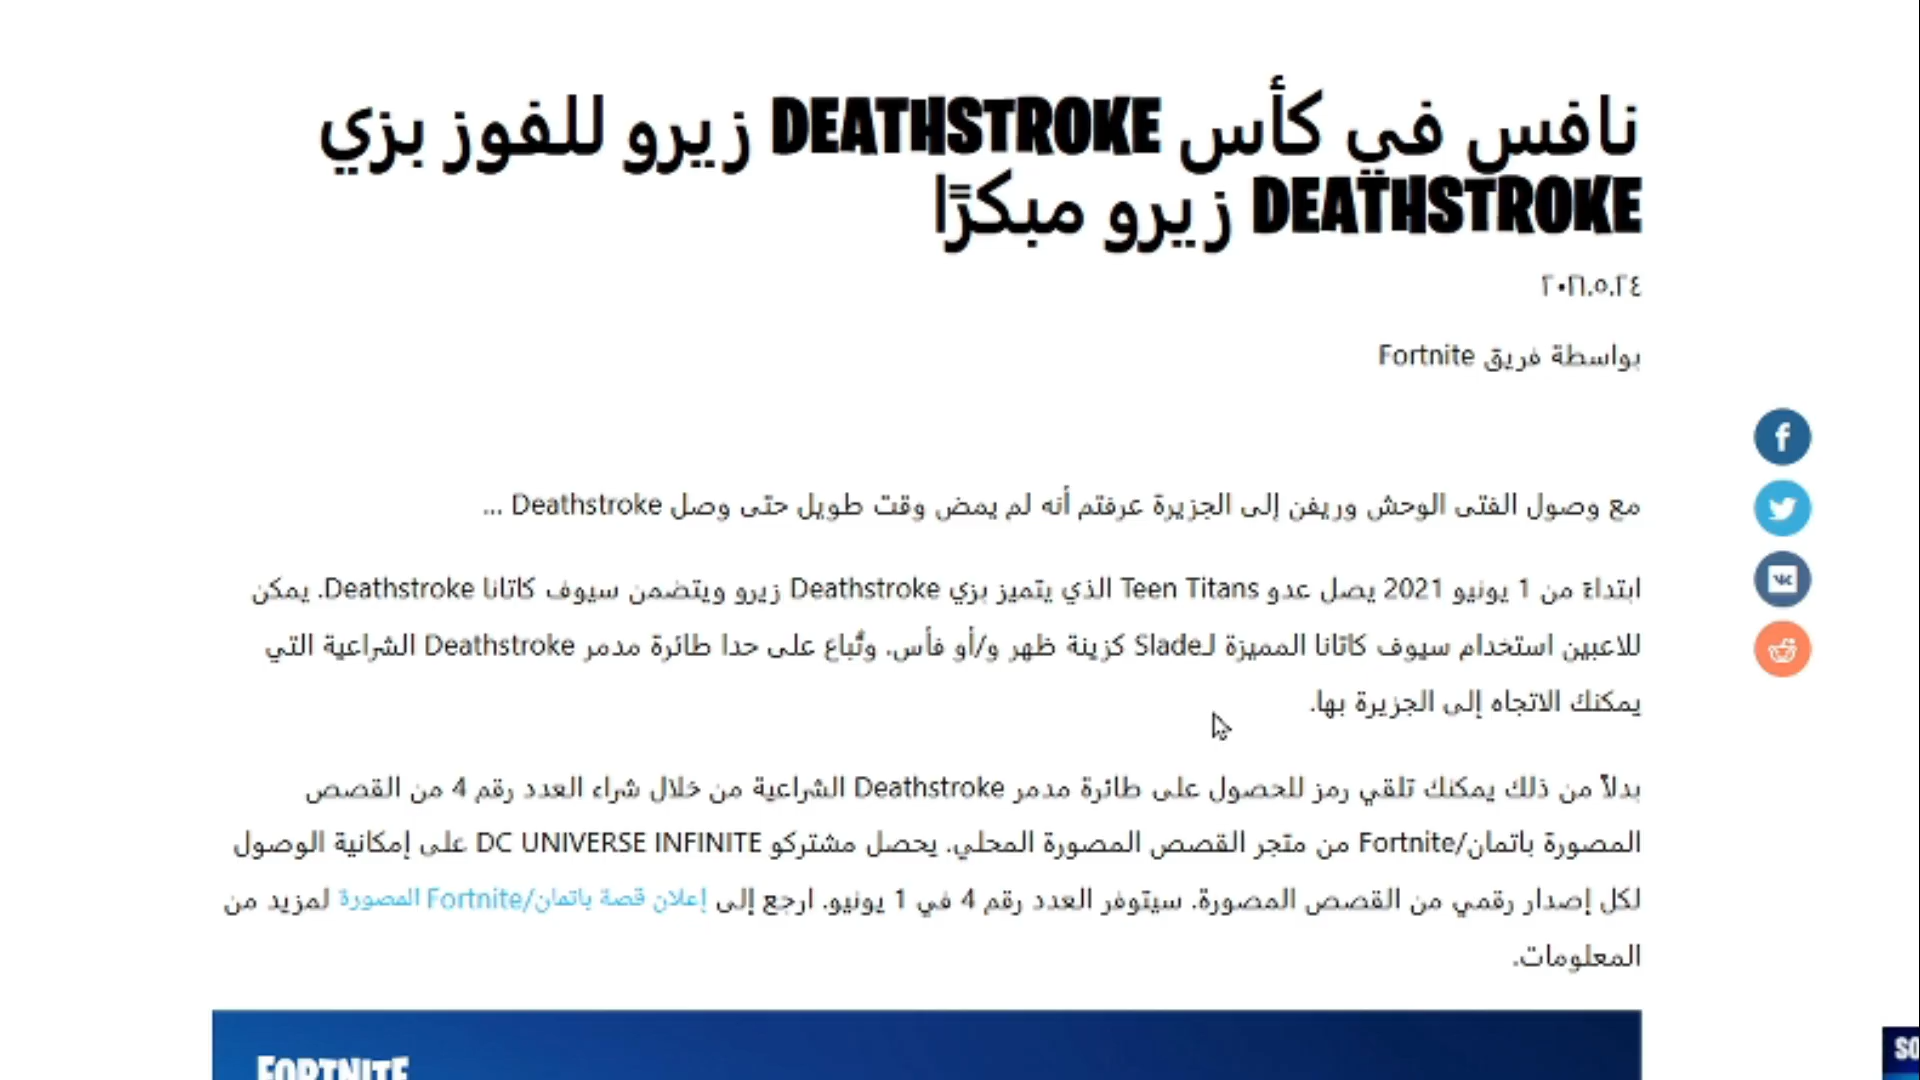 نافس في كأس DEATHSTROKE زيرو للفوز بزي
DEATHSTROKE زيرو مبكرًا
بواسطة فريق Fortnite
مع وصول الفتى الوحش وريفن إلى الجزيرة عرفتم أنه لم يمض وقت طويل حتى وصل Deathstroke ...
ابتداءً من 1 يونيو 2021 يصل عدو Teen Titans الذي يتميز بزي Deathstroke زيرو ويتضمن سيوف كاتانا Deathstroke. يمكن
للاعبين استخدام سيوف كاتانا المميزة لـSlade كزينة ظهر و/أو فأس. وتُباع على حدا طائرة مدمر Deathstroke الشراعية التي
يمكنك الاتجاه إلى الجزيرة بها.
بدلاً من ذلك يمكنك تلقي رمز للحصول على طائرة مدمر Deathstroke الشراعية من خلال شراء العدد رقم 4 من القصص
المصورة باتمان/Fortnite من متجر القصص المصورة المحلي. يحصل مشتركو DC UNIVERSE INFINITE على إمكانية الوصول
لكل إصدار رقمي من القصص المصورة. سيتوفر العدد رقم 4 في 1 يونيو. ارجع إلى إعلان قصة باتمان/Fortnite المصورة لمزيد من
المعلومات.
FORTNITE